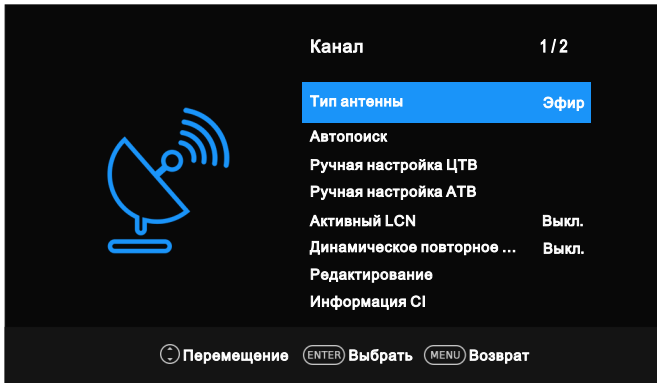 Канал 1/2
Тип антенны Эфир
Автопоиск
Ручная настройка ЦТВ
Ручная настройка АТВ
Активный LCN Выкл.
Динамическое повторное ... Выкл.
Редактирование
Информация CI
Перемещение ENTER Выбрать MENU Возврат